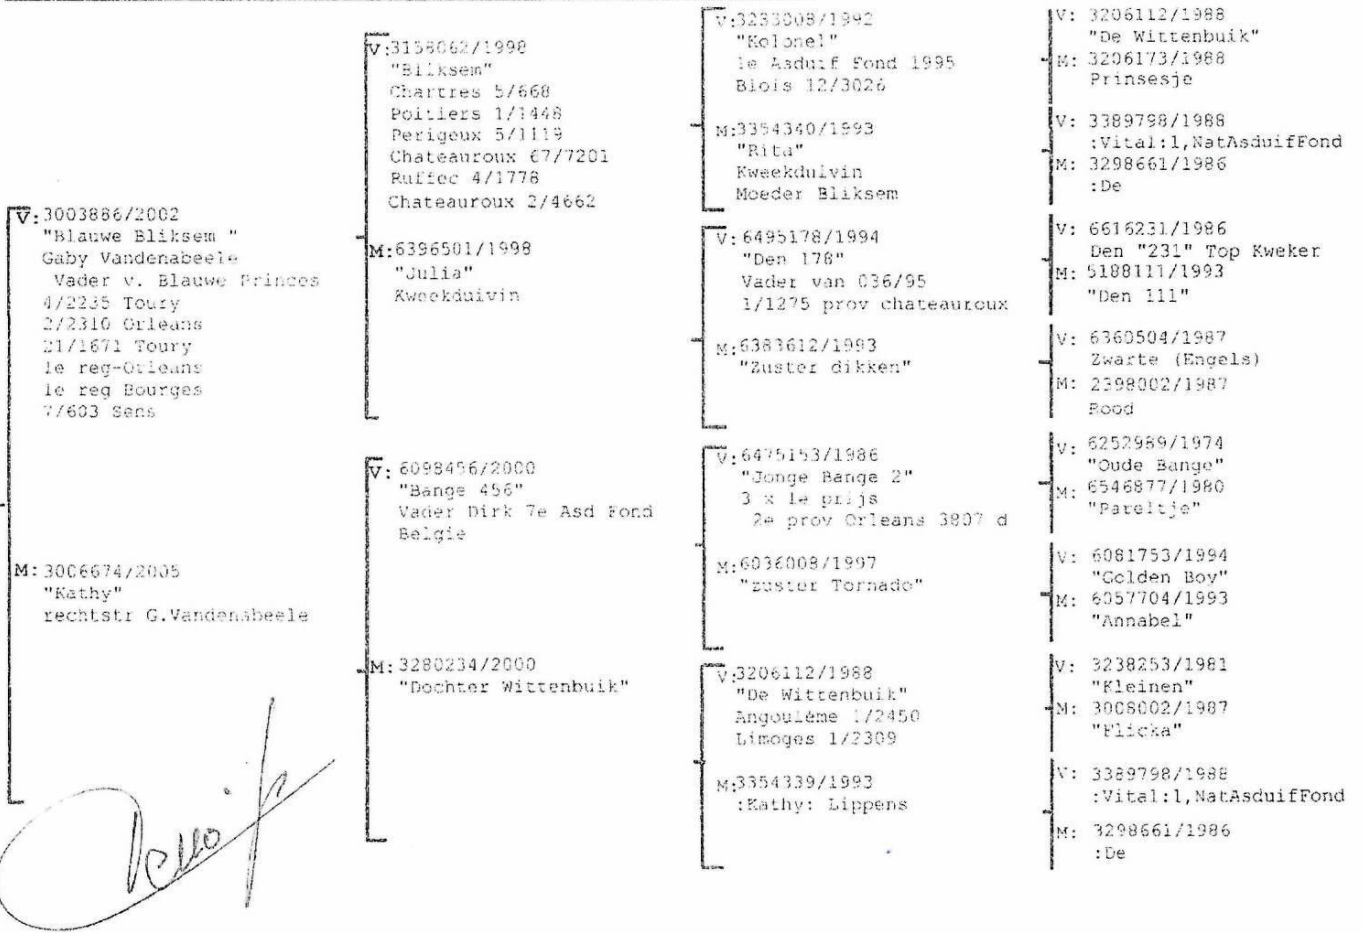 V:3003886/2002
"Blauwe Bliksem "
Gaby Vandenabeele
Vader v. Blauwe Princes
4/2235 Toury
2/2310 Orleans
21/1671 Toury
1e reg-Orleans
1e reg Bourges
7/603 Sens
M:3006674/2005
"Kathy"
rechtstr G.Vandenabeele
V:3158062/1998
"Bliksem"
Chartres 5/668
Poitiers 1/1448
Perigeux 5/1119
Chateauroux 67/7201
Ruffec 4/1778
Chateauroux 2/4662
M:6396501/1998
"Julia"
Kweekduivin
V:6098456/2000
"Bange 456"
Vader Dirk 7e Asd Fond
Belgie
M:3280234/2000
"Dochter Wittenbuik"
V:3233008/1992
"Kolonel"
1e Asduif Fond 1995
Blois 12/3026
M:3354340/1993
"Rita"
Kweekduivin
Moeder Bliksem
V:6495178/1994
"Den 178"
Vader van 036/95
1/1275 prov chateauroux
M:6383612/1993
"Zuster dikken"
V:6475153/1986
"Jonge Bange 2"
3 x 1e prijs
2e prov Orleans 3807 d
M:6036008/1997
"zuster Tornado"
V:3206112/1988
"De Wittenbuik"
Angouléme 1/2450
Limoges 1/2309
M:3354339/1993
:Kathy: Lippens
V: 3206112/1988
"De Wittenbuik"
M: 3206173/1988
Prinsesje
V: 3389798/1988
:Vital:1,NatAsduifFond
M: 3298661/1986
:De
V: 6616231/1986
Den "231" Top Kweker
M: 5188111/1993
"Den 111"
V: 6360504/1987
Zwarte (Engels)
M: 2398002/1987
Rood
V: 6252989/1974
"Oude Bange"
M: 6546877/1980
"Pareltje"
V: 6081753/1994
"Golden Boy"
M: 6057704/1993
"Annabel"
V: 3238253/1981
"Kleinen"
M: 3008002/1987
"Flicka"
V: 3389798/1988
:Vital:1,NatAsduifFond
M: 3298661/1986
:De